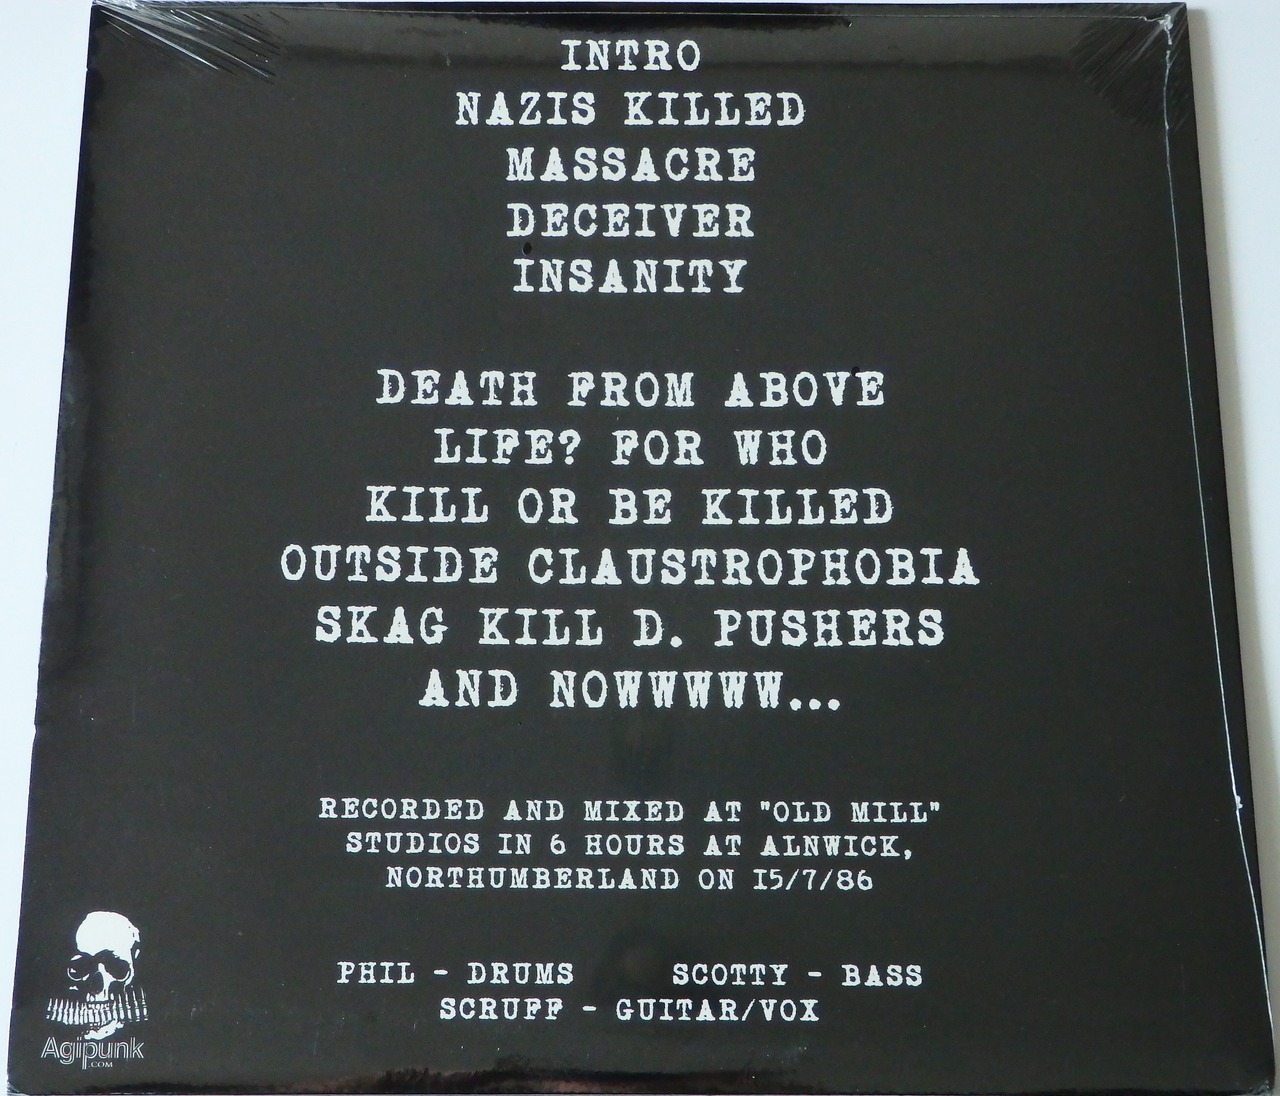 INTRO
NAZIS KILLED
MASSACRE
DECEIVER
INSANITY
DEATH FROM ABOVE
LIFE? FOR WHO
KILL OR BE KILLED
OUTSIDE CLAUSTROPHOBIA
SKAG KILL D. PUSHERS
AND NOWWWWW...
RECORDED AND MIXED AT "OLD MILL"
STUDIOS IN 6 HOURS AT ALNWICK,
NORTHUMBERLAND ON 15/7/86
PHIL - DRUMS SCOTTY - BASS
SCRUFF - GUITAR/VOX
Agipunk
.COM